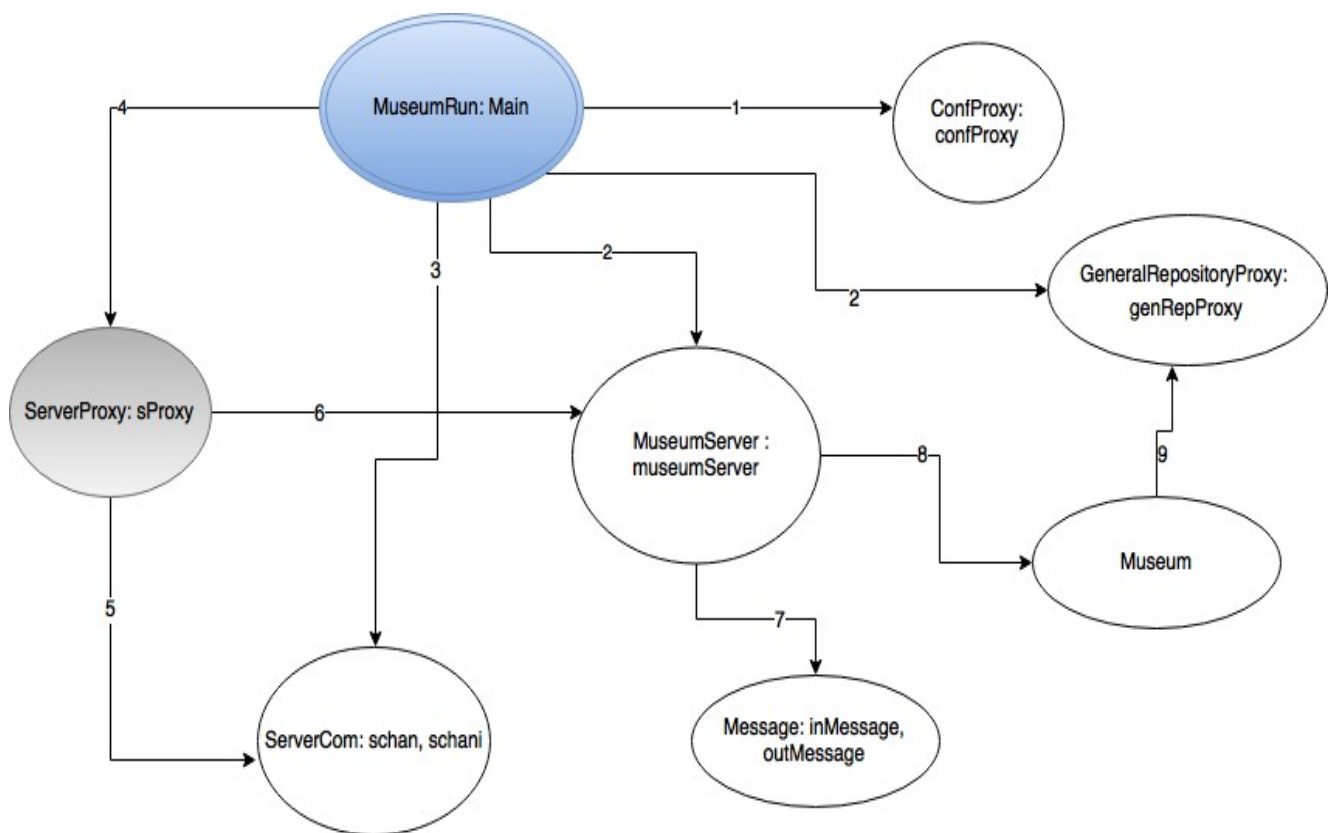 MuseumRun: Main
4
1
ConfProxy:
confProxy
2
3
2
GeneralRepositoryProxy:
genRepProxy
ServerProxy: sProxy
6
MuseumServer :
museumServer
8
9
Museum
5
7
ServerCom: schan, schani
Message: inMessage,
outMessage